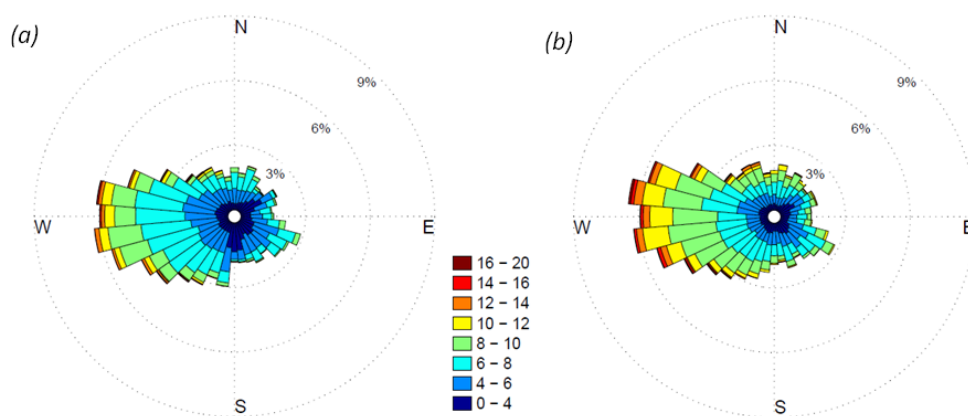 (a)
N
9%
6%
3%
W
E
S
16 – 20
14 – 16
12 – 14
10 – 12
8 – 10
6 – 8
4 – 6
0 – 4
(b)
N
9%
6%
3%
W
E
S